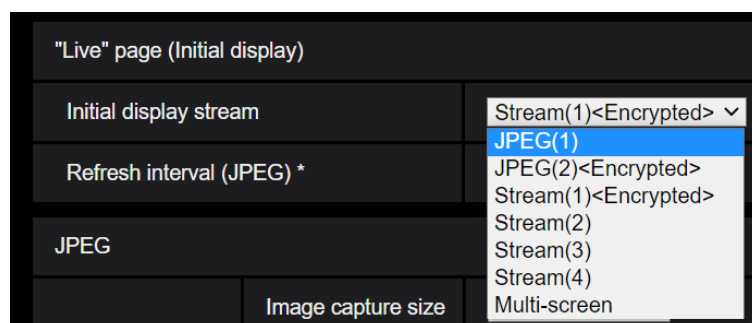 "Live" page (Initial display)
Initial display stream
Stream(1)<Encrypted>
JPEG(1)
Refresh interval (JPEG) *
JPEG(2)<Encrypted>
Stream(1)<Encrypted>
Stream(2)
JPEG
Stream(3)
Stream(4)
Image capture size
Multi-screen